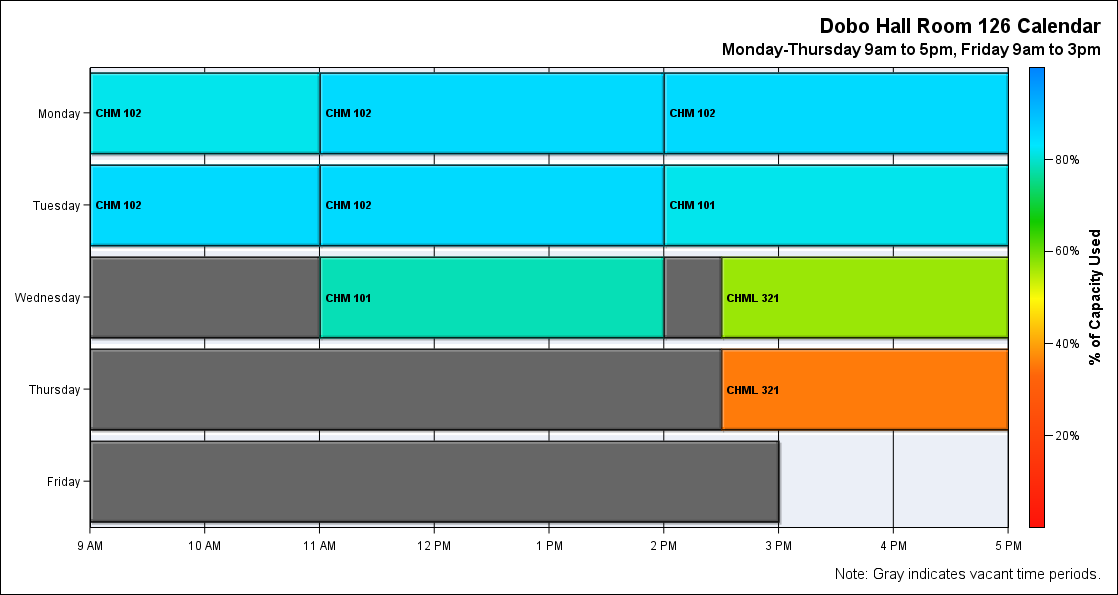 Dobo Hall Room 126 Calendar
Monday-Thursday 9am to 5pm, Friday 9am to 3pm
Monday
CHM 102
CHM 102
CHM 102
80%
Tuesday
CHM 102
CHM 102
CHM 101
60%
% of Capacity Used
Wednesday
CHM 101
CHML 321
40%
Thursday
CHML 321
20%
Friday
9 AM
10 AM
11 AM
12 PM
1 PM
2 PM
3 PM
4 PM
5 PM
Note: Gray indicates vacant time periods.